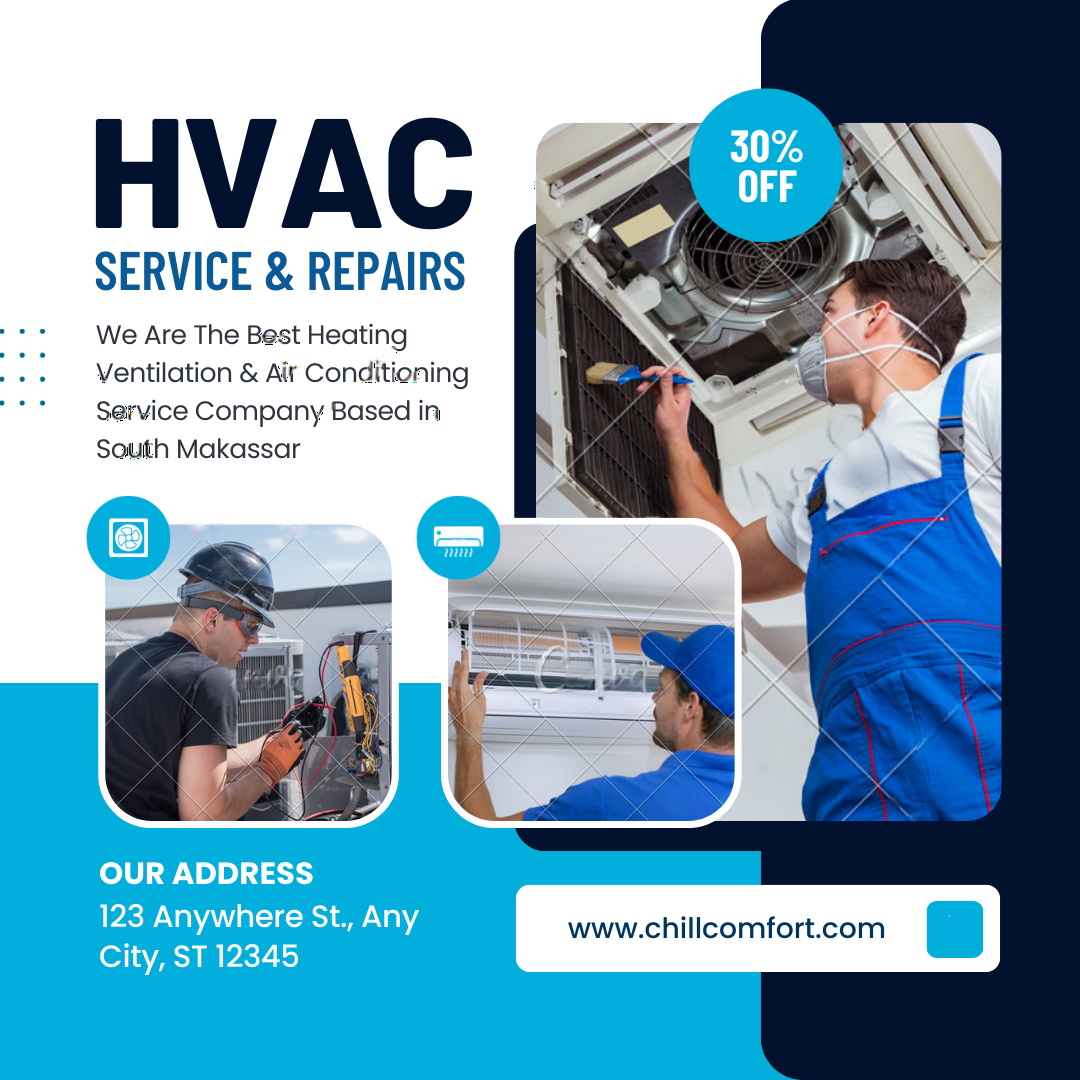 HVAC
SERVICE & REPAIRS
We Are The Best Heating
Ventilation & Air Conditioning
Service Company Based in
South Makassar
30%
OFF
OUR ADDRESS
123 Anywhere St., Any
City, ST 12345
www.chillcomfort.com